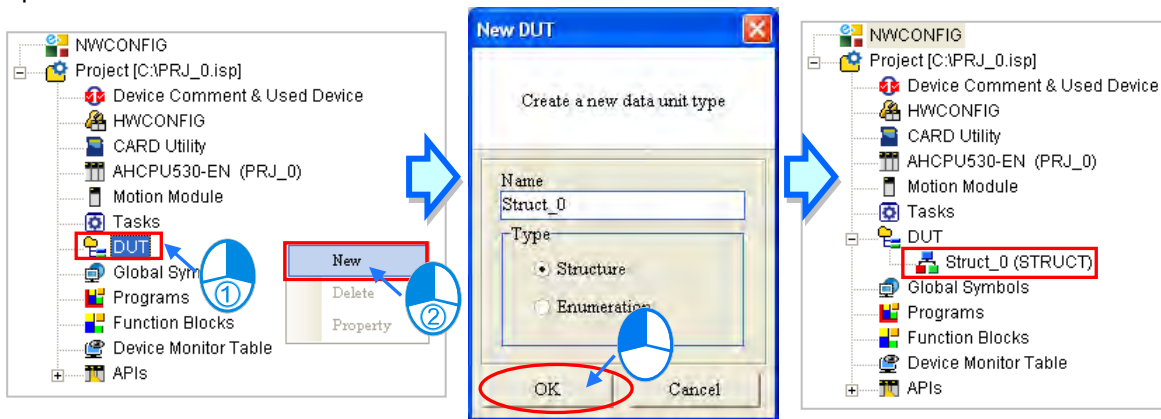 NWCONFIG
Project [C:\PRJ_0.isp]
Device Comment & Used Device
HWCONFIG
CARD Utility
AHCPU530-EN (PRJ_0)
Motion Module
Tasks
DUT
Global Sym
Programs
Function Blocks
Device Monitor Table
APIs
①
New
Delete
Property
②
New DUT
Create a new data unit type
Name
Struct_0
Type
Structure
Enumeration
OK
Cancel
NWCONFIG
Project [C:\PRJ_0.isp]
Device Comment & Used Device
HWCONFIG
CARD Utility
AHCPU530-EN (PRJ_0)
Motion Module
Tasks
DUT
Struct_0 (STRUCT)
Global Symbols
Programs
Function Blocks
Device Monitor Table
APIs